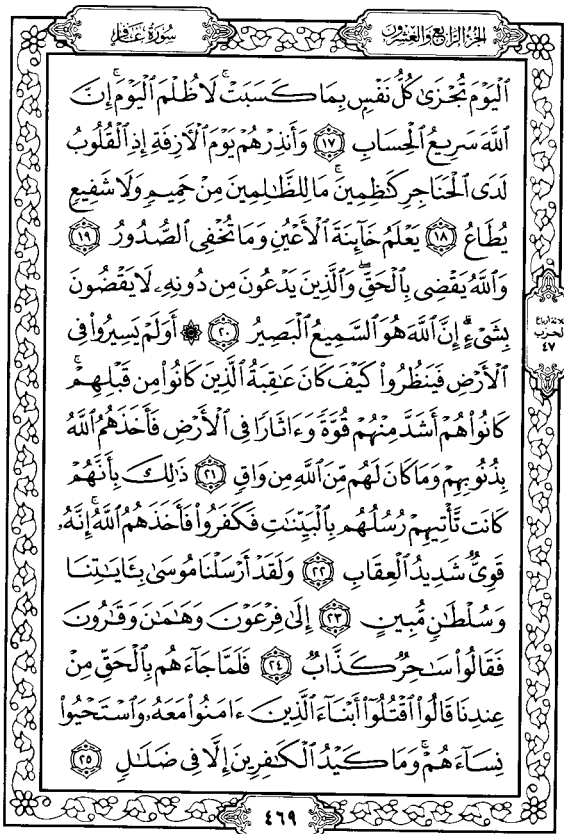 سُورَةُ غَافِرٍ
الجُزءُ الرَّابِعُ وَالعِشْرُونَ
ٱلْيَوْمَ تُجْزَىٰ كُلُّ نَفْسٍۭ بِمَا كَسَبَتْۚ لَا ظُلْمَ ٱلْيَوْمَۚ إِنَّ
ٱللَّهَ سَرِيعُ ٱلْحِسَابِ ١٧ وَأَنذِرْهُمْ يَوْمَ ٱلْأٓزِفَةِ إِذِ ٱلْقُلُوبُ
لَدَى ٱلْحَنَاجِرِ كَٰظِمِينَۚ مَا لِلظَّٰلِمِينَ مِنْ حَمِيمٍ وَلَا شَفِيعٍ
يُطَاعُ ١٨ يَعْلَمُ خَآئِنَةَ ٱلْأَعْيُنِ وَمَا تُخْفِى ٱلصُّدُورُ ١٩
وَٱللَّهُ يَقْضِى بِٱلْحَقِّۖ وَٱلَّذِينَ يَدْعُونَ مِن دُونِهِۦ لَا يَقْضُونَ
بِشَىْءٍۗ إِنَّ ٱللَّهَ هُوَ ٱلسَّمِيعُ ٱلْبَصِيرُ ٢٠ ۞ أَوَلَمْ يَسِيرُوا۟ فِى
ٱلْأَرْضِ فَيَنظُرُوا۟ كَيْفَ كَانَ عَٰقِبَةُ ٱلَّذِينَ كَانُوا۟ مِن قَبْلِهِمْۚ
كَانُوا۟ هُمْ أَشَدَّ مِنْهُمْ قُوَّةً وَءَاثَارًا فِى ٱلْأَرْضِ فَأَخَذَهُمُ ٱللَّهُ
بِذُنُوبِهِمْ وَمَا كَانَ لَهُم مِّنَ ٱللَّهِ مِن وَاقٍ ٢١ ذَٰلِكَ بِأَنَّهُمْ
كَانَت تَّأْتِيهِمْ رُسُلُهُم بِٱلْبَيِّنَٰتِ فَكَفَرُوا۟ فَأَخَذَهُمُ ٱللَّهُۚ إِنَّهُۥ
قَوِىٌّ شَدِيدُ ٱلْعِقَابِ ٢٢ وَلَقَدْ أَرْسَلْنَا مُوسَىٰ بِـَٔايَٰتِنَا
وَسُلْطَٰنٍ مُّبِينٍ ٢٣ إِلَىٰ فِرْعَوْنَ وَهَٰمَٰنَ وَقَٰرُونَ
فَقَالُوا۟ سَٰحِرٌ كَذَّابٌ ٢٤ فَلَمَّا جَآءَهُم بِٱلْحَقِّ مِنْ
عِندِنَا قَالُوا۟ ٱقْتُلُوٓا۟ أَبْنَآءَ ٱلَّذِينَ ءَامَنُوا۟ مَعَهُۥ وَٱسْتَحْيُوا۟
نِسَآءَهُمْۚ وَمَا كَيْدُ ٱلْكَٰفِرِينَ إِلَّا فِى ضَلَٰلٍ ٢٥
الحزب
٤٧
٤٦٩